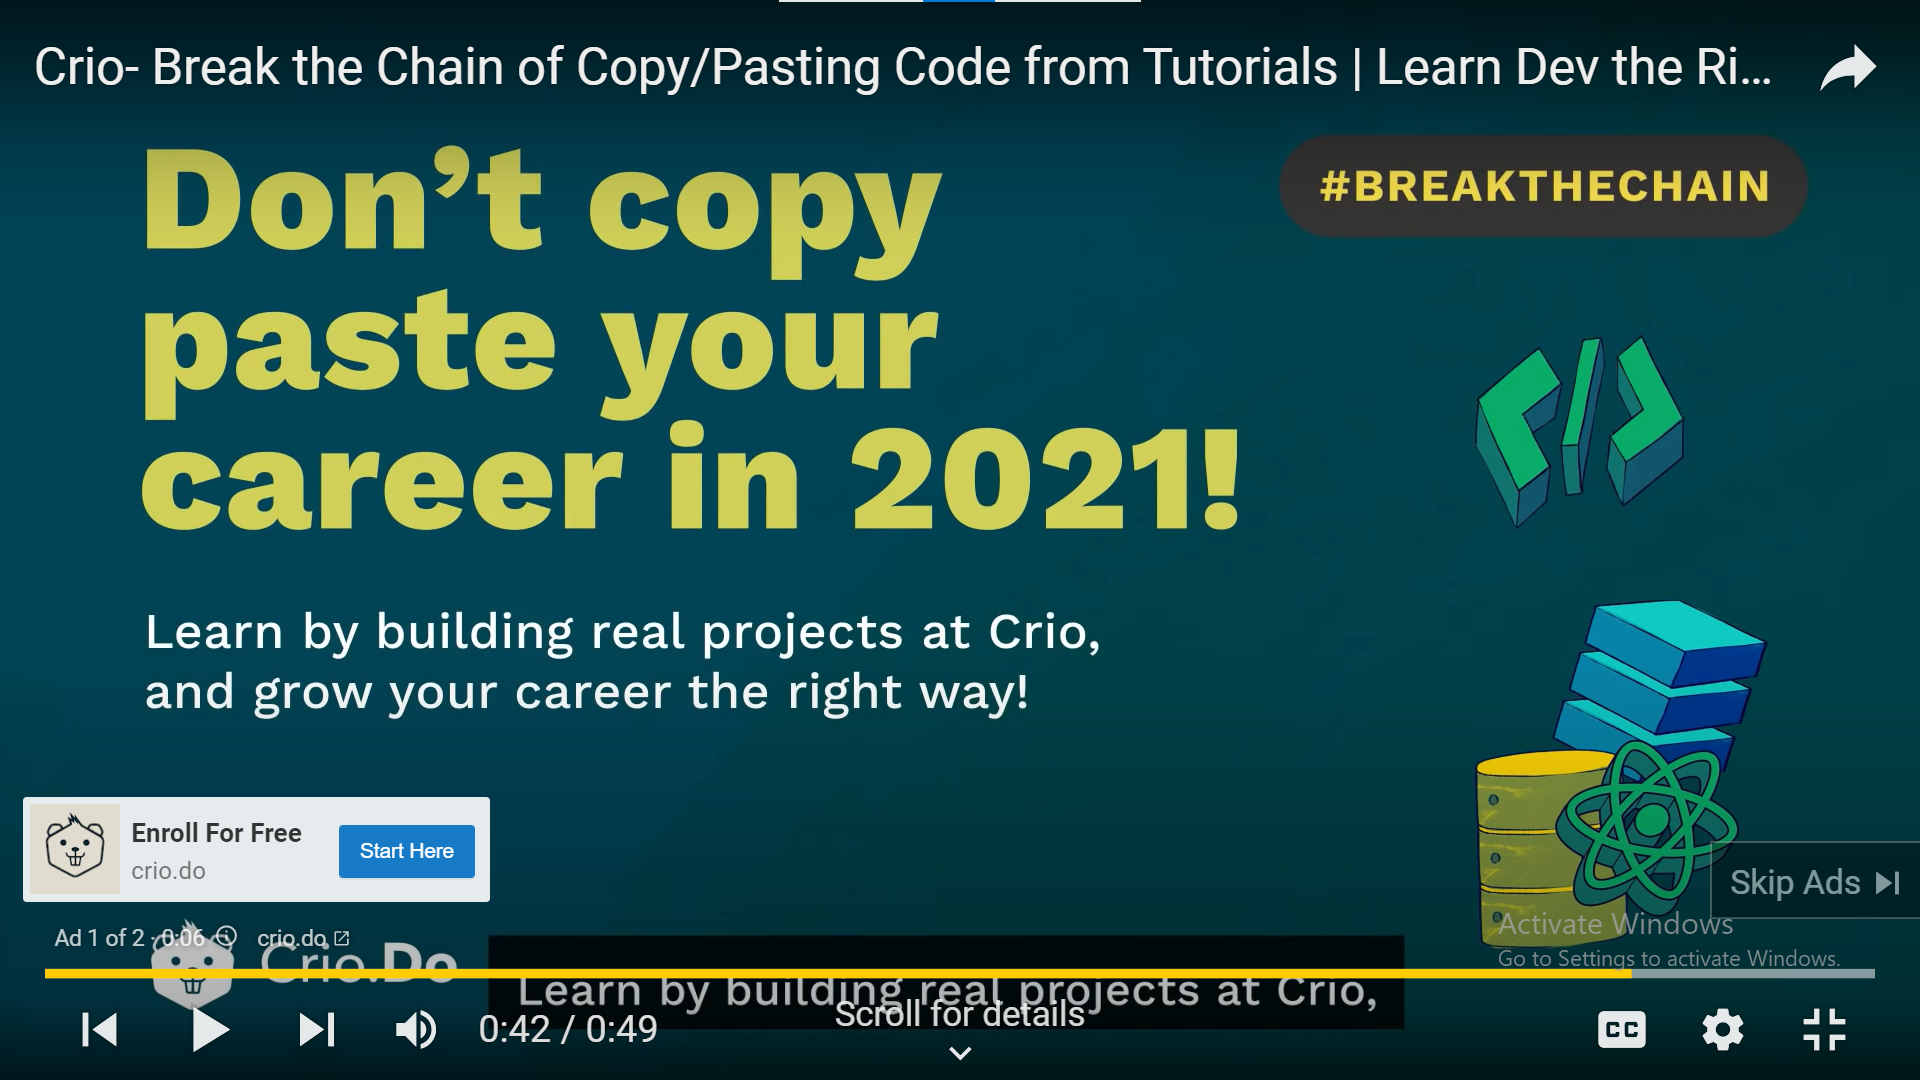 Crio- Break the Chain of Copy/Pasting Code from Tutorials | Learn Dev the Ri...
#BREAKTHECHAIN
Don't copy
paste your
career in 2021!
Learn by building real projects at Crio,
and grow your career the right way!
Enroll For Free
crio.do
Start Here
Skip Ads
Activate Windows
Go to Settings to activate Windows.
Ad 1 of 2 · 0:06 crio.do
Crio.Do
Learn by building real projects at Crio,
Scroll for details
0:42 / 0:49
CC